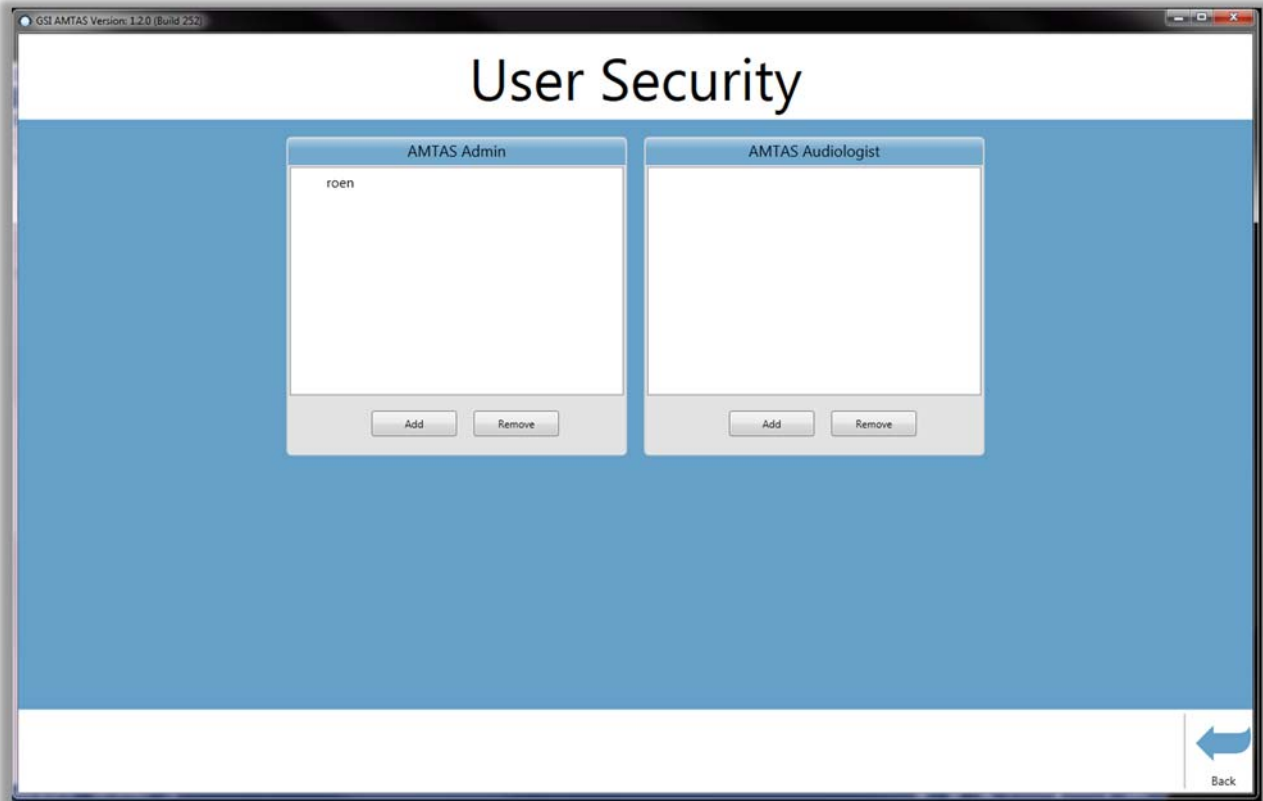 GSI AMTAS Version: 1.2.0 (Build 252)
User Security
AMTAS Admin
roen
Add Remove
AMTAS Audiologist
Add Remove
Back